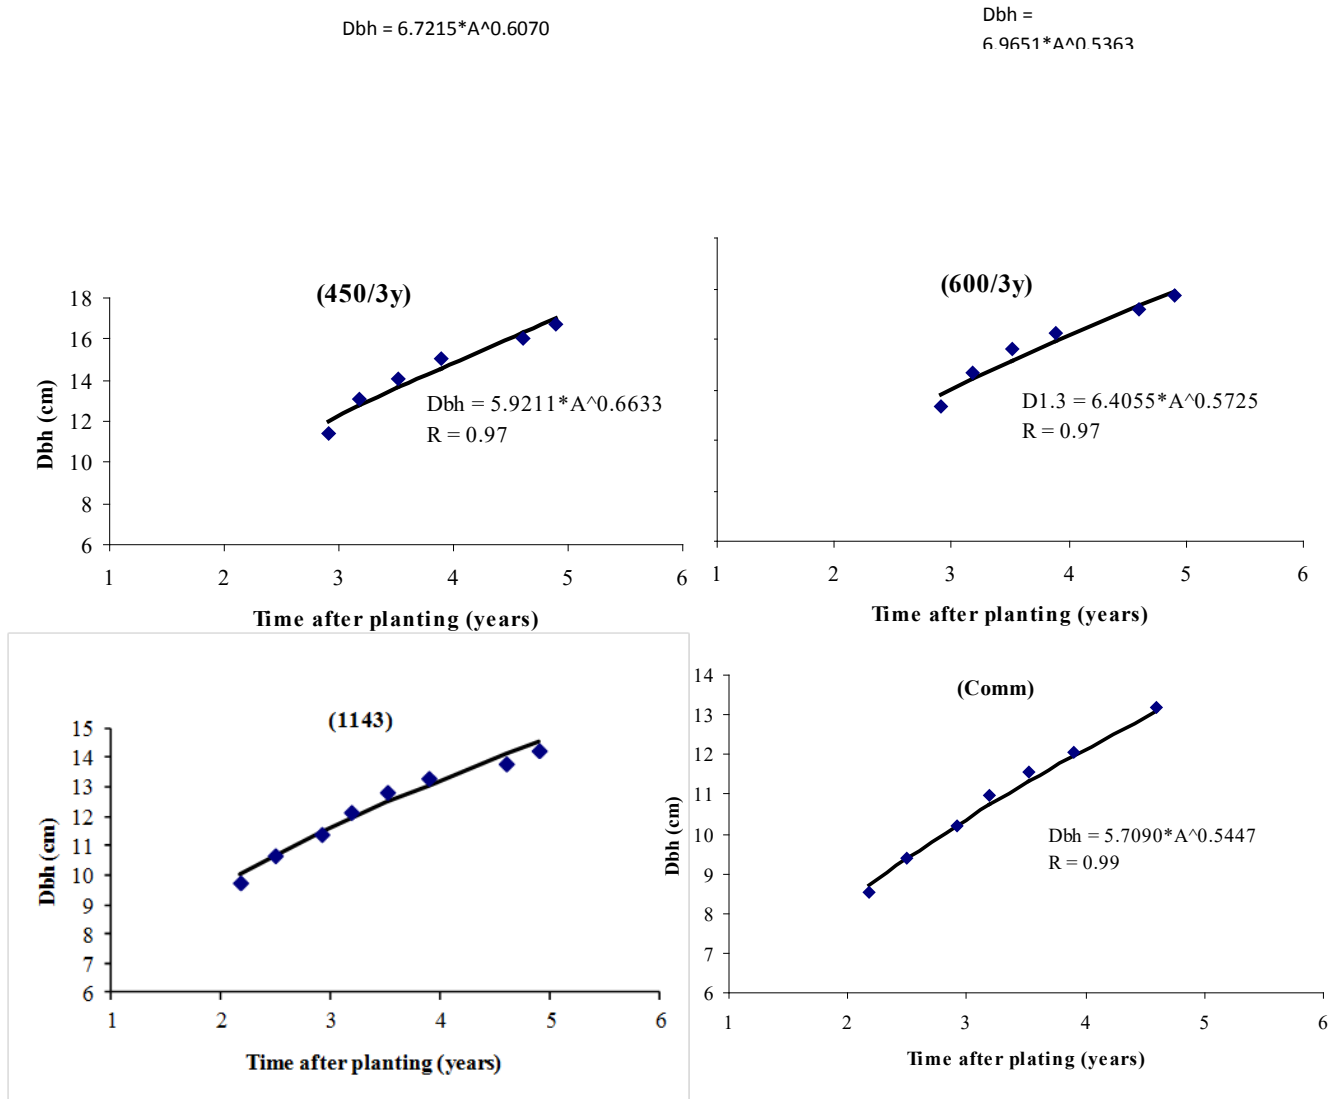 Dbh = 6.7215*A^0.6070
Dbh =
6.9651*A^0.5363
(450/3y)
18
16
14
12
10
8
6
Dbh (cm)
Dbh = 5.9211*A^0.6633
R = 0.97
1 2 3 4 5 6
Time after planting (years)
(600/3y)
D1.3 = 6.4055*A^0.5725
R = 0.97
1 2 3 4 5 6
Time after planting (years)
(1143)
15
14
13
12
11
10
9
8
7
6
Dbh (cm)
1 2 3 4 5 6
Time after planting (years)
(Comm)
14
13
12
11
10
9
8
7
6
Dbh (cm)
Dbh = 5.7090*A^0.5447
R = 0.99
1 2 3 4 5 6
Time after plating (years)